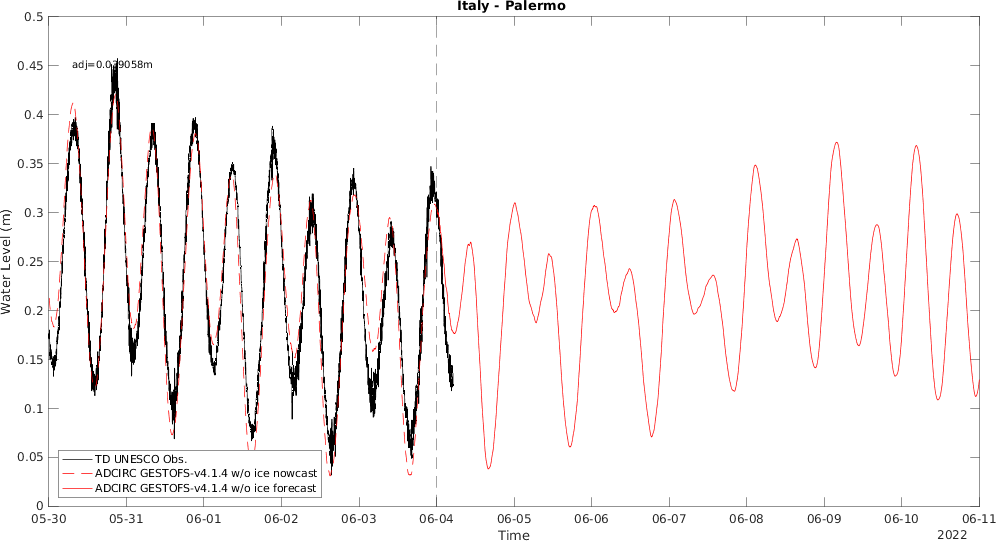 Italy - Palermo
Water Level (m)
0.5
0.45
0.4
0.35
0.3
0.25
0.2
0.15
0.1
0.05
0
adj=0.029058m
TD UNESCO Obs.
ADCIRC GESTOFS-v4.1.4 w/o ice nowcast
ADCIRC GESTOFS-v4.1.4 w/o ice forecast
05-30 05-31 06-01 06-02 06-03 06-04 06-05 06-06 06-07 06-08 06-09 06-10 06-11
Time
2022